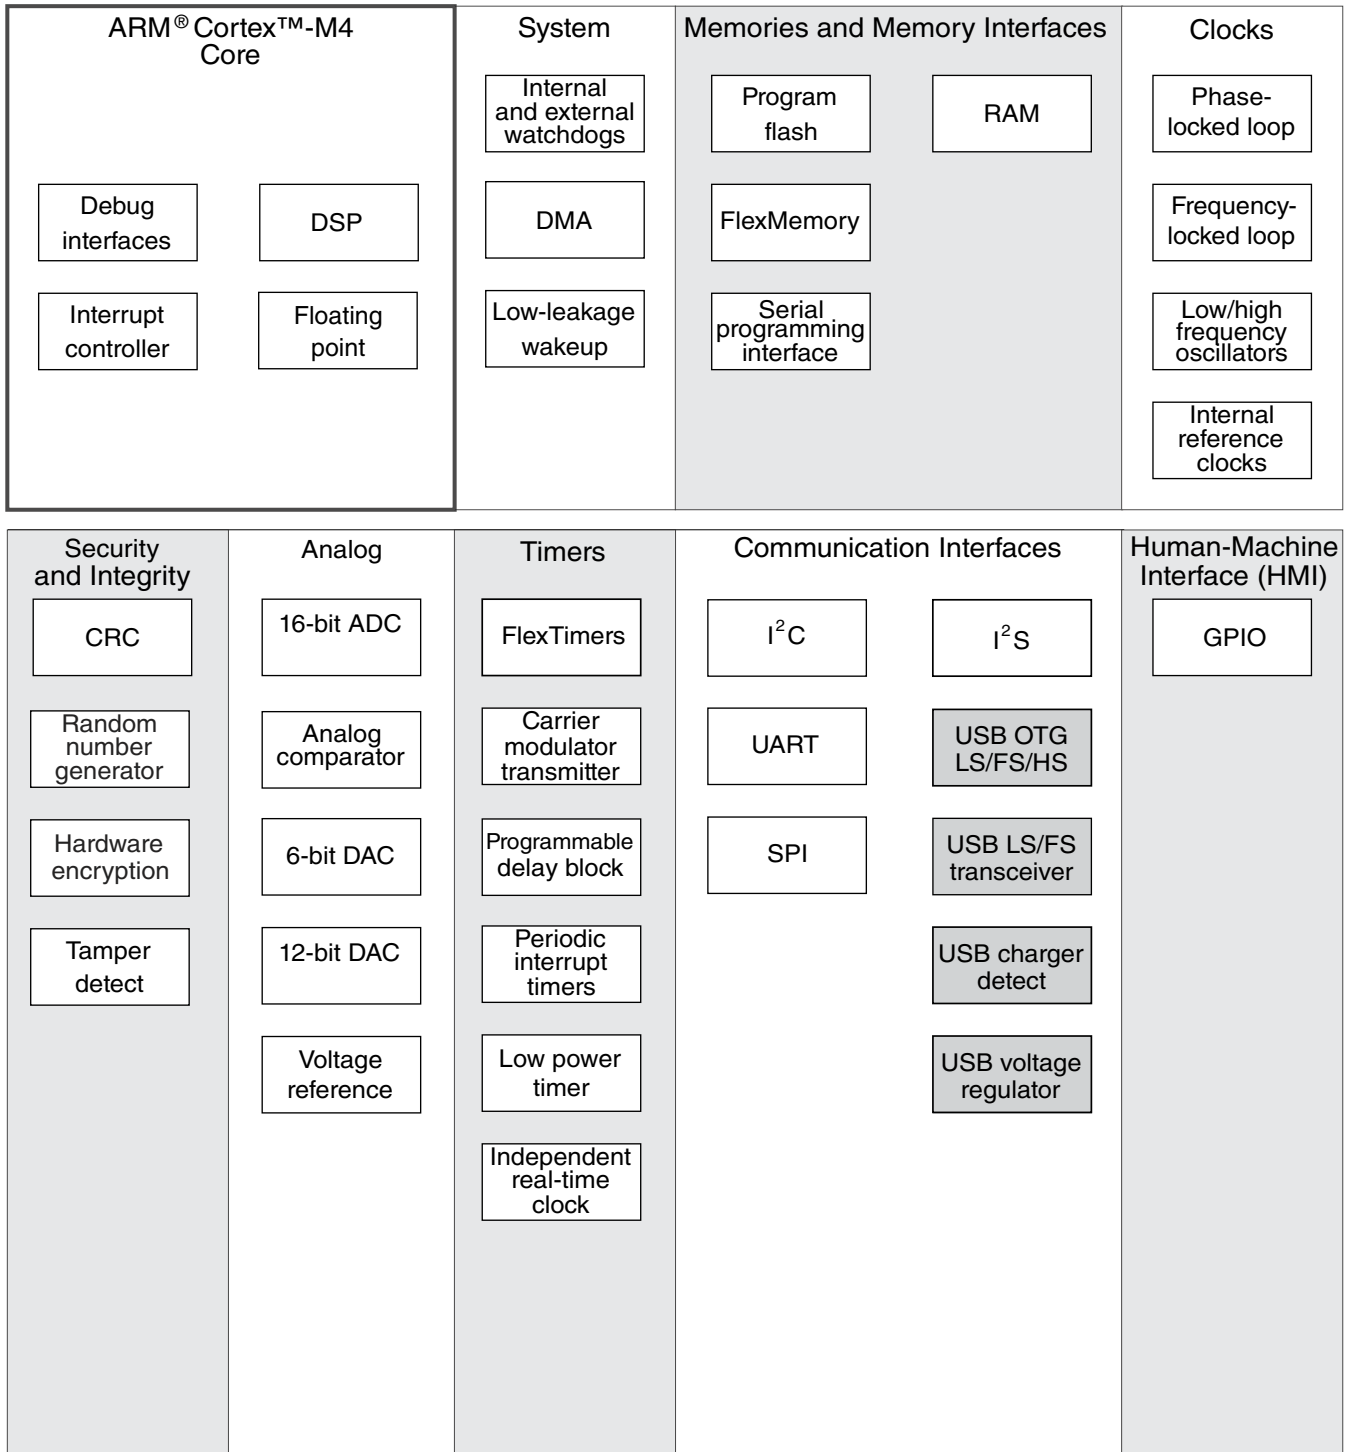 ARM® Cortex™-M4
Core
Debug
interfaces
DSP
Interrupt
controller
Floating
point
System
Internal
and external
watchdogs
DMA
Low-leakage
wakeup
Memories and Memory Interfaces
Program
flash
RAM
FlexMemory
Serial
programming
interface
Clocks
Phase-
locked loop
Frequency-
locked loop
Low/high
frequency
oscillators
Internal
reference
clocks
Security
and Integrity
CRC
Random
number
generator
Hardware
encryption
Tamper
detect
Analog
16-bit ADC
Analog
comparator
6-bit DAC
12-bit DAC
Voltage
reference
Timers
FlexTimers
Carrier
modulator
transmitter
Programmable
delay block
Periodic
interrupt
timers
Low power
timer
Independent
real-time
clock
Communication Interfaces
I²C
I²S
UART
USB OTG
LS/FS/HS
SPI
USB LS/FS
transceiver
USB charger
detect
USB voltage
regulator
Human-Machine
Interface (HMI)
GPIO